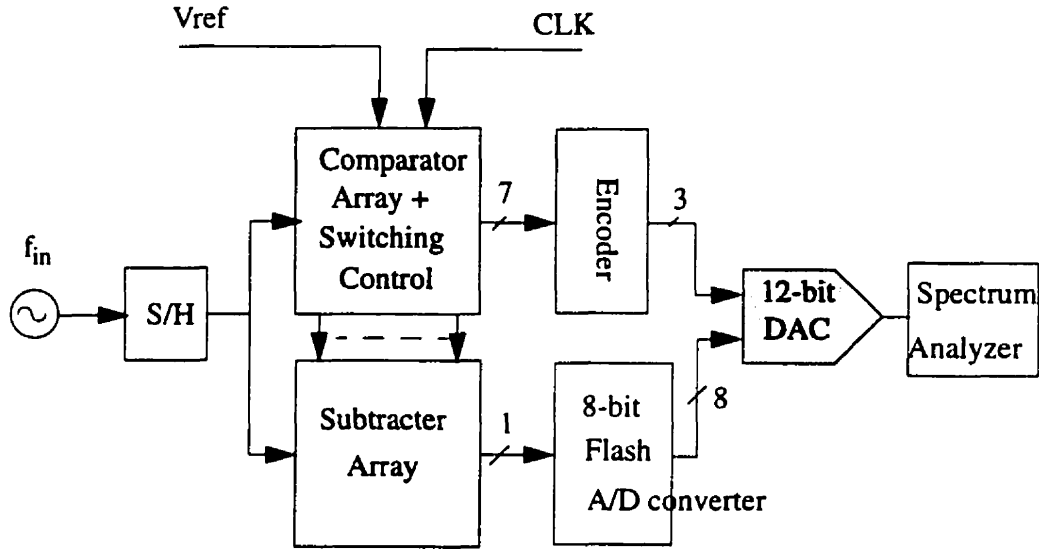 Vref
CLK
Comparator
Array +
Switching
Control
7
Encoder
3
fin
S/H
12-bit
DAC
Spectrum
Analyzer
Subtracter
Array
1
8-bit
Flash
A/D converter
8